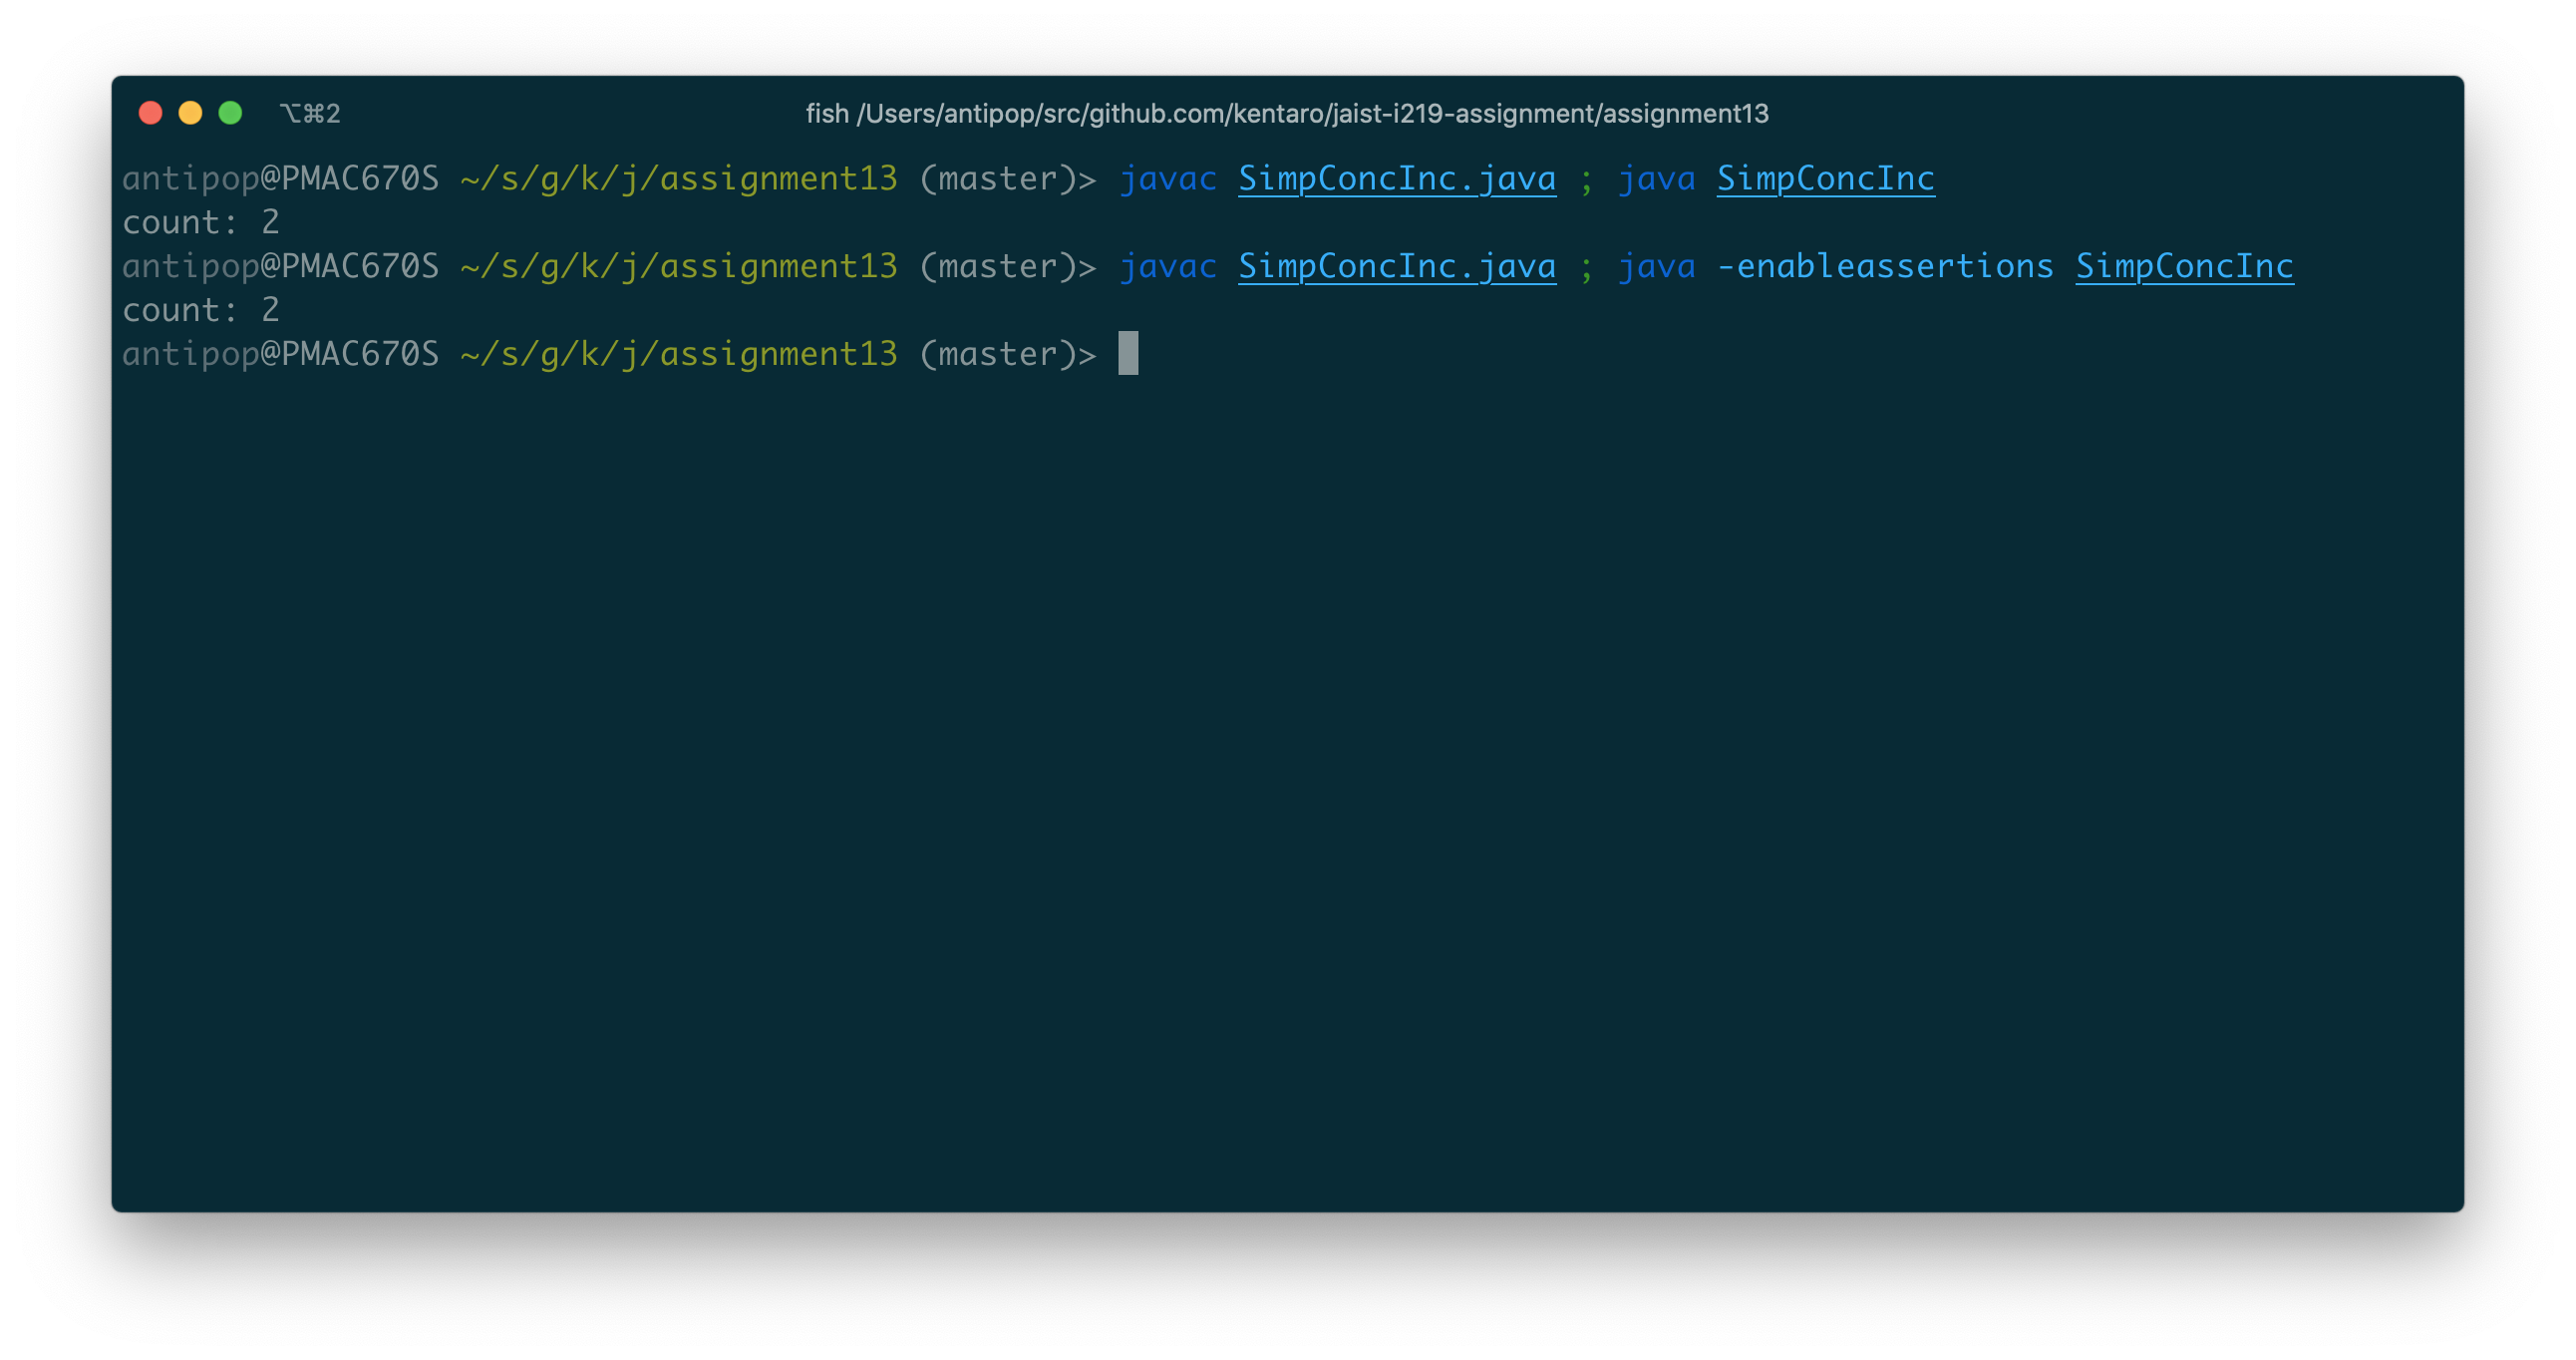 ⌥⌘2 fish /Users/antipop/src/github.com/kentaro/jaist-i219-assignment/assignment13
antipop@PMAC670S ~/s/g/k/j/assignment13 (master)> javac SimpConcInc.java ; java SimpConcInc
count: 2
antipop@PMAC670S ~/s/g/k/j/assignment13 (master)> javac SimpConcInc.java ; java -enableassertions SimpConcInc
count: 2
antipop@PMAC670S ~/s/g/k/j/assignment13 (master)>